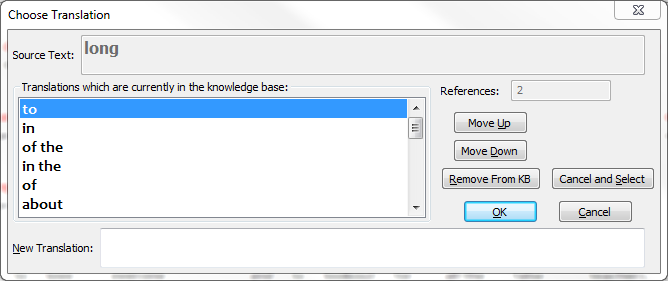 Choose Translation
Source Text: long
Translations which are currently in the knowledge base:
to
in
of the
in the
of
about
References: 2
Move Up
Move Down
Remove From KB
Cancel and Select
OK
Cancel
New Translation: